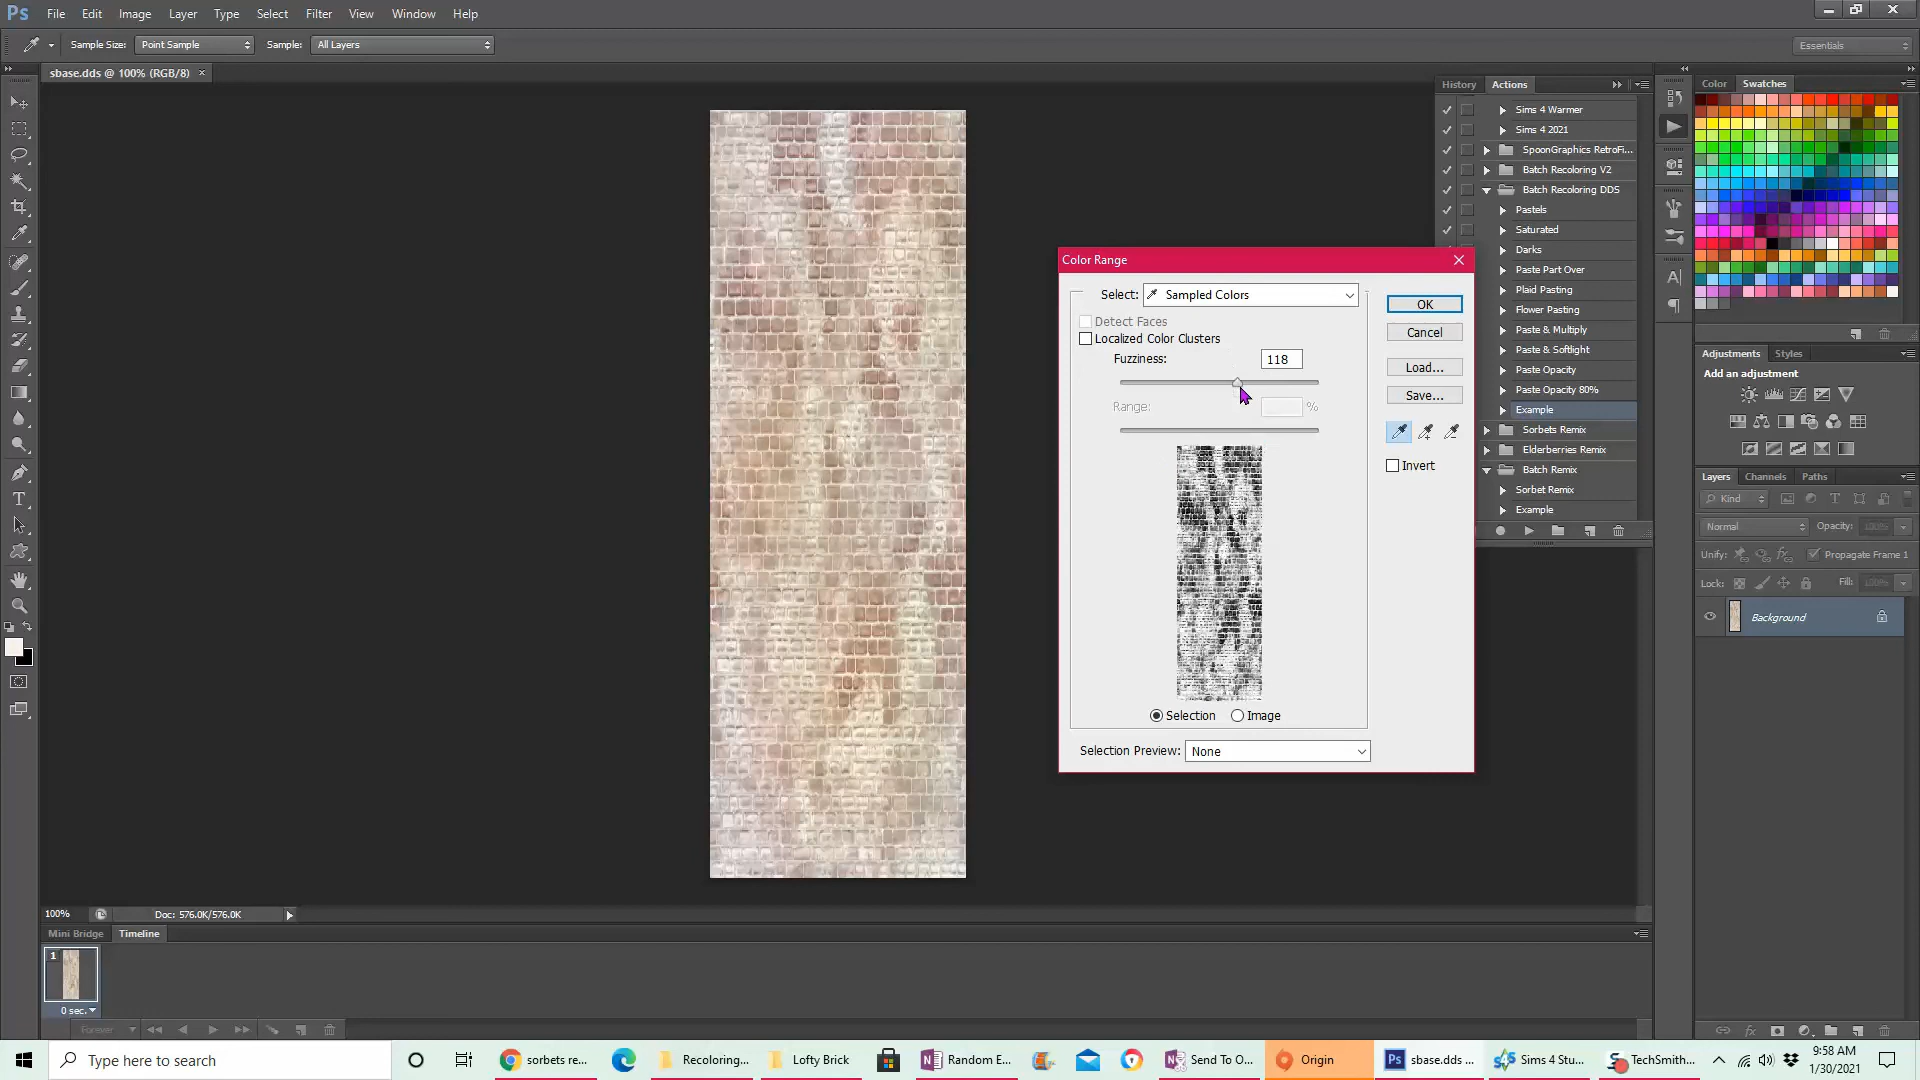 Ps File Edit Image Layer Type Select Filter View Window Help
Sample Size: Point Sample Sample: All Layers Essentials
sbase.dds @ 100% (RGB/8) ×
History Actions
Color Swatches
Sims 4 Warmer
Sims 4 2021
SpoonGraphics RetroFi...
Batch Recoloring V2
Batch Recoloring DDS
Pastels
Saturated
Darks
Paste Part Over
Plaid Pasting
Flower Pasting
Paste & Multiply
Paste & Softlight
Paste Opacity
Paste Opacity 80%
Example
Sorbets Remix
Elderberries Remix
Batch Remix
Sorbet Remix
Example
Color Range
Select: Sampled Colors
Detect Faces
Localized Color Clusters
Fuzziness: 118
Range: %
OK
Cancel
Load...
Save...
Invert
Selection Image
Selection Preview: None
Adjustments Styles
Add an adjustment
Layers Channels Paths
Kind
Normal Opacity: 100%
Unify: Propagate Frame 1
Lock: Fill: 100%
Background
100% Doc: 576.0K/576.0K
Mini Bridge Timeline
1
0 sec.
Forever
Type here to search
sorbets re...
Recoloring,...
Lofty Brick
Random E...
Send To O...
Origin
sbase.dds ...
Sims 4 Stu...
TechSmith...
9:58 AM
1/30/2021